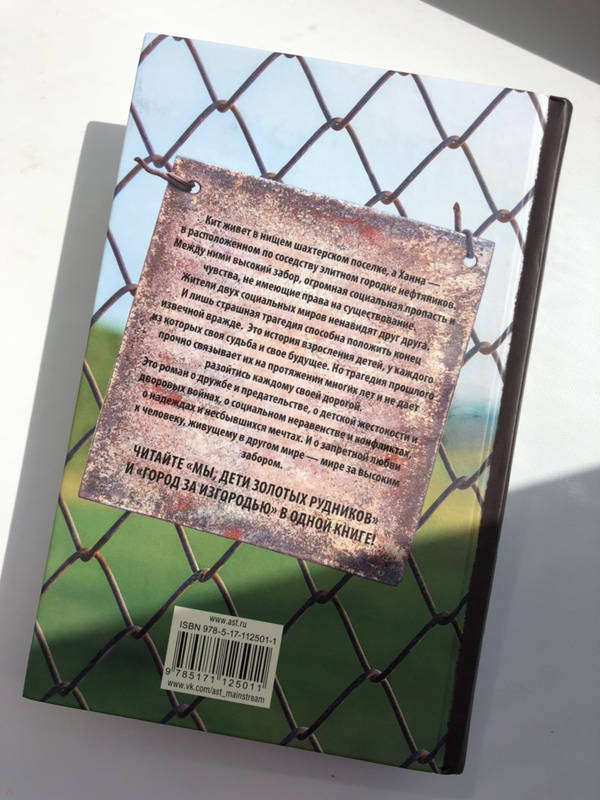 Кит живет в нищем шахтерском поселке, а Ханна —
в расположенном по соседству элитном городке нефтяников.
Между ними высокий забор, огромная социальная пропасть и
чувства, не имеющие права на существование.
Жители двух социальных миров ненавидят друг друга.
И лишь страшная трагедия способна положить конец
извечной вражде. Это история взросления детей, у каждого
из которых своя судьба и свое будущее. Но трагедия прошлого
прочно связывает их на протяжении многих лет и не дает
разойтись каждому своей дорогой.
Это роман о дружбе и предательстве, о детской жестокости и
дворовых войнах, о социальном неравенстве и конфликтах,
о надеждах и несбывшихся мечтах. И о запретной любви
к человеку, живущему в другом мире — мире за высоким
забором.
ЧИТАЙТЕ «МЫ, ДЕТИ ЗОЛОТЫХ РУДНИКОВ»
И «ГОРОД ЗА ИЗГОРОДЬЮ» В ОДНОЙ КНИГЕ!
www.ast.ru
ISBN 978-5-17-112501-1
9 785171 125011
www.vk.com/ast_mainstream